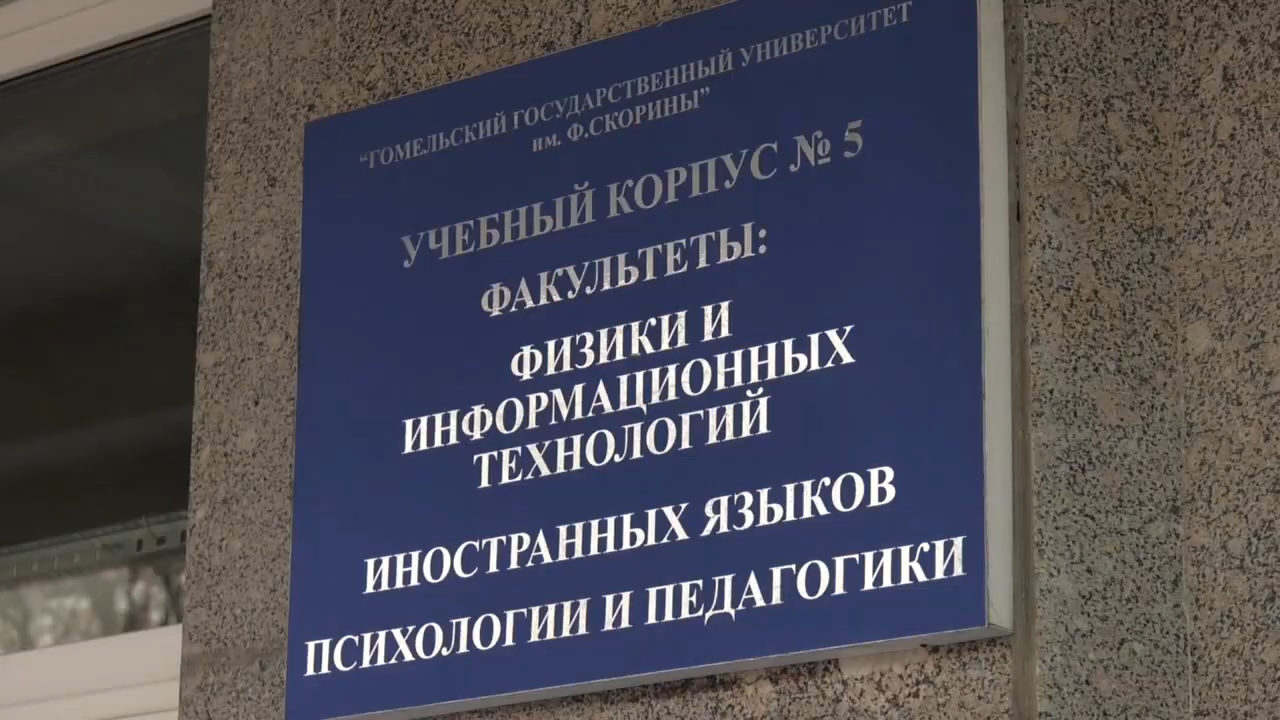 “ГОМЕЛЬСКИЙ ГОСУДАРСТВЕННЫЙ УНИВЕРСИТЕТ
им. Ф.СКОРИНЫ”
УЧЕБНЫЙ КОРПУС № 5
ФАКУЛЬТЕТЫ:
ФИЗИКИ И
ИНФОРМАЦИОННЫХ
ТЕХНОЛОГИЙ
ИНОСТРАННЫХ ЯЗЫКОВ
ПСИХОЛОГИИ И ПЕДАГОГИКИ